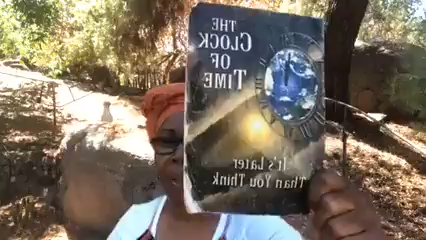 THE
CLOCK
OF
TIME
It's Later
Than You Think